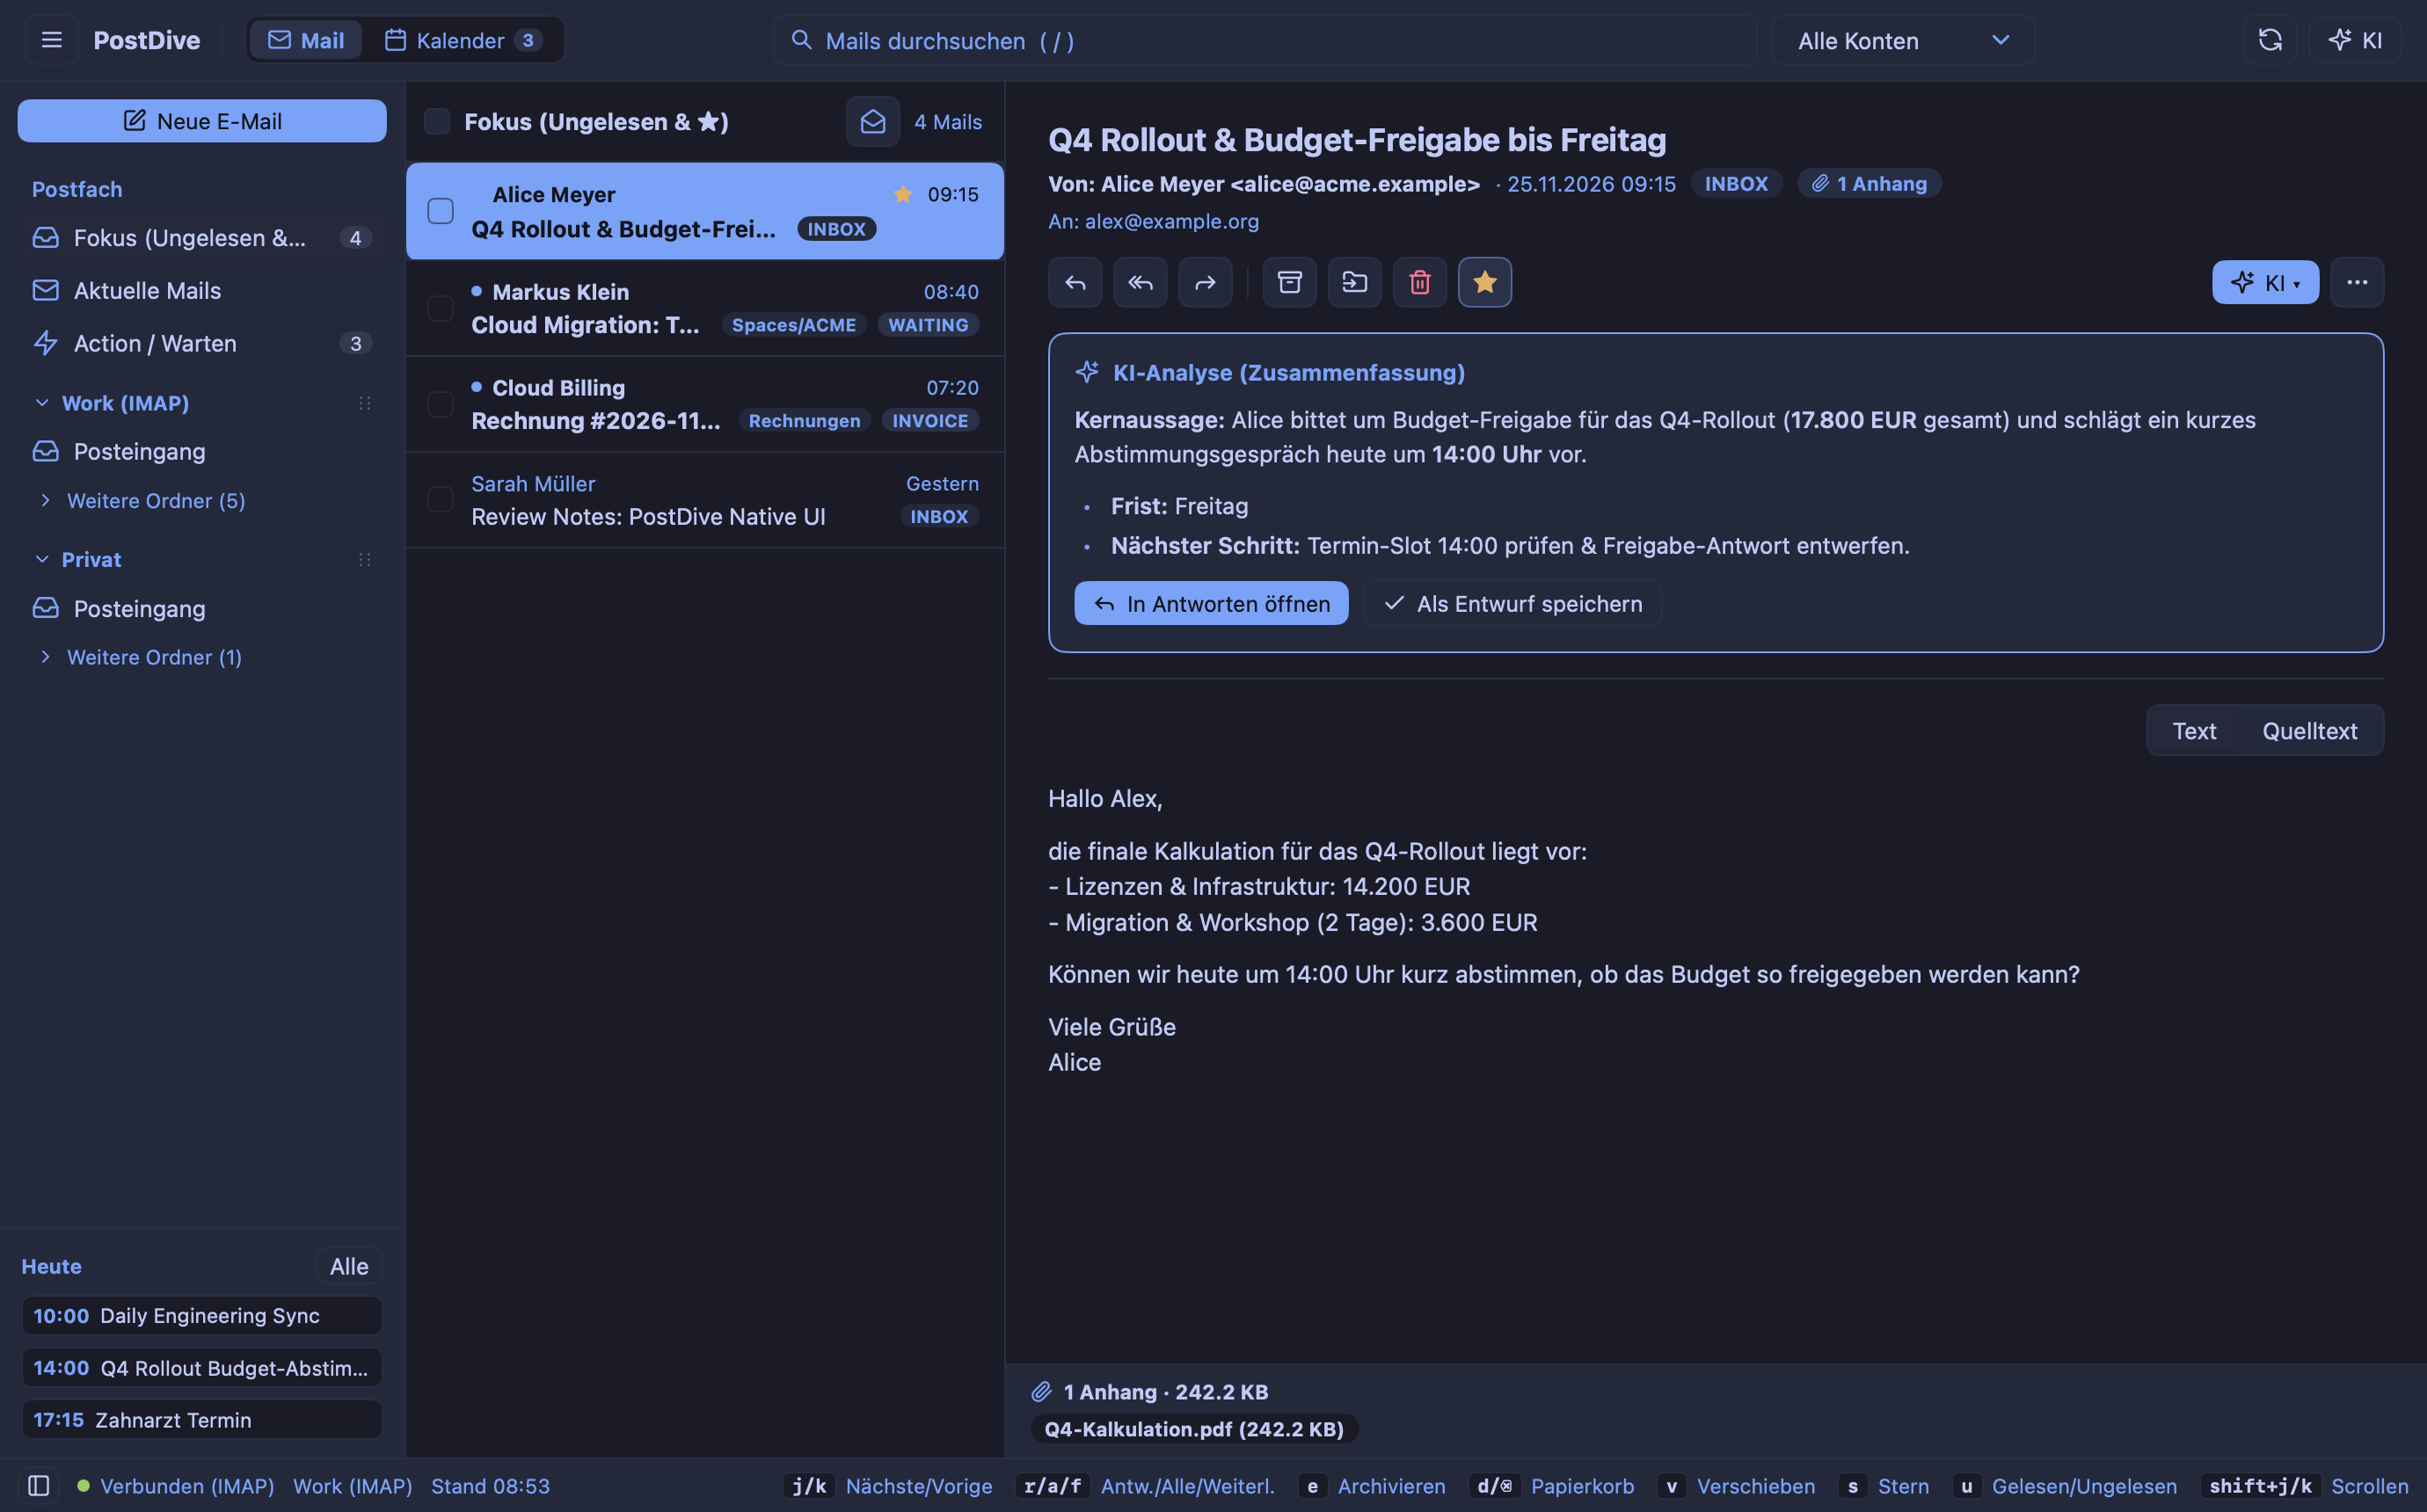 PostDive
Mail
Kalender 3
Mails durchsuchen ( / )
Alle Konten
KI
Neue E-Mail
Postfach
Fokus (Ungelesen &... 4
Aktuelle Mails
Action / Warten 3
Work (IMAP)
Posteingang
Weitere Ordner (5)
Privat
Posteingang
Weitere Ordner (1)
Heute Alle
10:00 Daily Engineering Sync
14:00 Q4 Rollout Budget-Abstim...
17:15 Zahnarzt Termin
Fokus (Ungelesen & ★) 4 Mails
Alice Meyer ★ 09:15
Q4 Rollout & Budget-Frei... INBOX
Markus Klein 08:40
Cloud Migration: T... Spaces/ACME WAITING
Cloud Billing 07:20
Rechnung #2026-11... Rechnungen INVOICE
Sarah Müller Gestern
Review Notes: PostDive Native UI INBOX
Q4 Rollout & Budget-Freigabe bis Freitag
Von: Alice Meyer <alice@acme.example> · 25.11.2026 09:15 INBOX 1 Anhang
An: alex@example.org
KI ▾ ···
KI-Analyse (Zusammenfassung)
Kernaussage: Alice bittet um Budget-Freigabe für das Q4-Rollout (17.800 EUR gesamt) und schlägt ein kurzes
Abstimmungsgespräch heute um 14:00 Uhr vor.
• Frist: Freitag
• Nächster Schritt: Termin-Slot 14:00 prüfen & Freigabe-Antwort entwerfen.
In Antworten öffnen
Als Entwurf speichern
Text Quelltext
Hallo Alex,
die finale Kalkulation für das Q4-Rollout liegt vor:
- Lizenzen & Infrastruktur: 14.200 EUR
- Migration & Workshop (2 Tage): 3.600 EUR
Können wir heute um 14:00 Uhr kurz abstimmen, ob das Budget so freigegeben werden kann?
Viele Grüße
Alice
1 Anhang · 242.2 KB
Q4-Kalkulation.pdf (242.2 KB)
Verbunden (IMAP) Work (IMAP) Stand 08:53
j/k Nächste/Vorige r/a/f Antw./Alle/Weiterl. e Archivieren d/⌫ Papierkorb v Verschieben s Stern u Gelesen/Ungelesen shift+j/k Scrollen